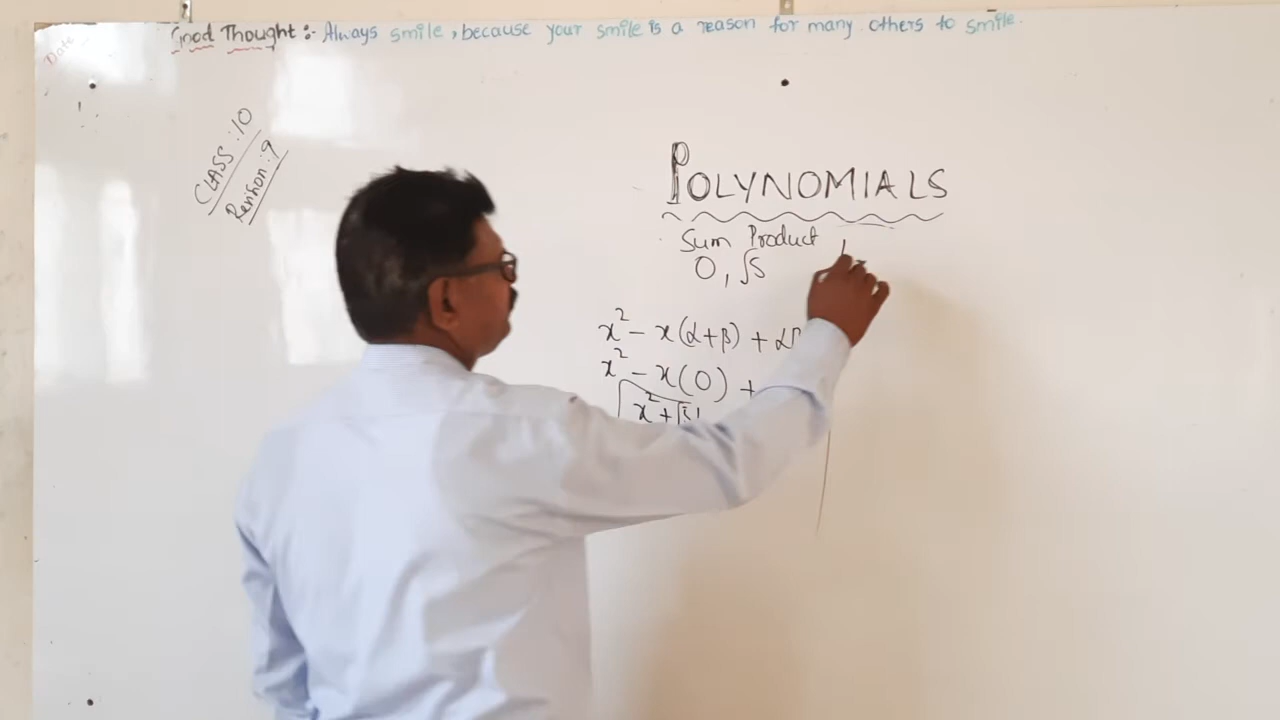 Date
Good Thought :- Always smile, because your smile is a reason for many others to smile.
CLASS : 10
Revision : 9
POLYNOMIALS
Sum Product
0, √5
x² - x(α+β) + αβ
x² - x(0) +
x² + √5